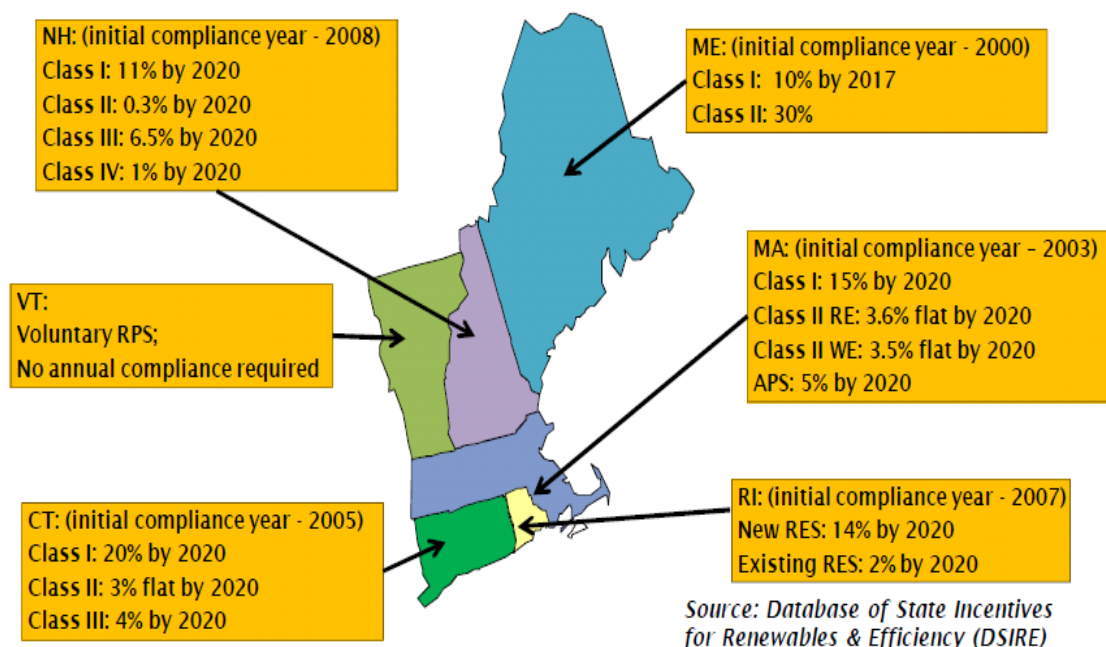 NH: (initial compliance year - 2008)
Class I: 11% by 2020
Class II: 0.3% by 2020
Class III: 6.5% by 2020
Class IV: 1% by 2020
ME: (initial compliance year - 2000)
Class I:  10% by 2017
Class II: 30%
VT:
Voluntary RPS;
No annual compliance required
MA: (initial compliance year – 2003)
Class I: 15% by 2020
Class II RE: 3.6% flat by 2020
Class II WE: 3.5% flat by 2020
APS: 5% by 2020
CT: (initial compliance year - 2005)
Class I: 20% by 2020
Class II: 3% flat by 2020
Class III: 4% by 2020
RI: (initial compliance year - 2007)
New RES: 14% by 2020
Existing RES: 2% by 2020
Source: Database of State Incentives
for Renewables & Efficiency (DSIRE)